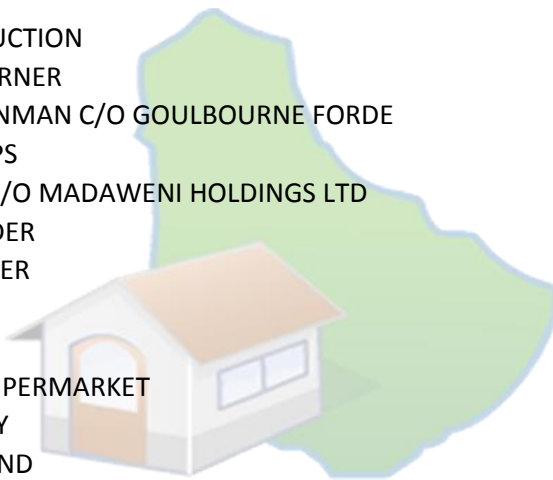 UCTION
RNER
NMAN C/O GOULBOURNE FORDE
PS
/O MADAWENI HOLDINGS LTD
DER
ER
PERMARKET
Y
ND